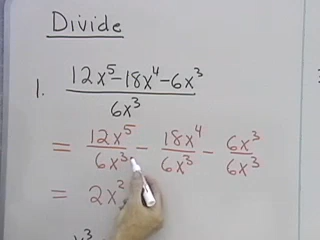 Divide
1. (12x⁵-18x⁴-6x³)/(6x³)
= 12x⁵/6x³ - 18x⁴/6x³ - 6x³/6x³
= 2x²